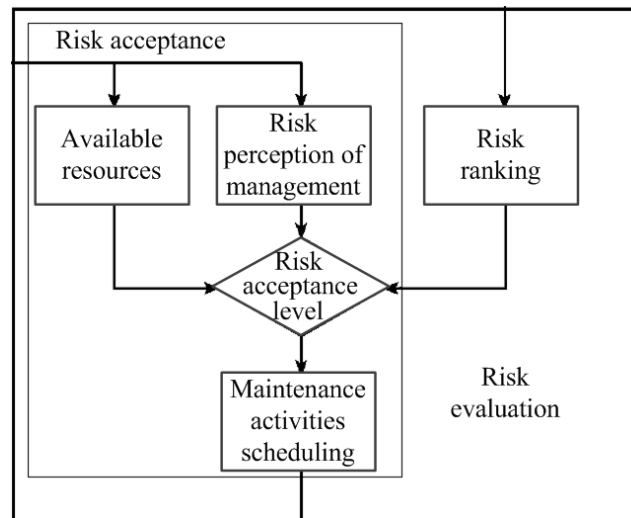 Risk acceptance
Available
resources
Risk
perception of
management
Risk
ranking
Risk
acceptance
level
Maintenance
activities
scheduling
Risk
evaluation